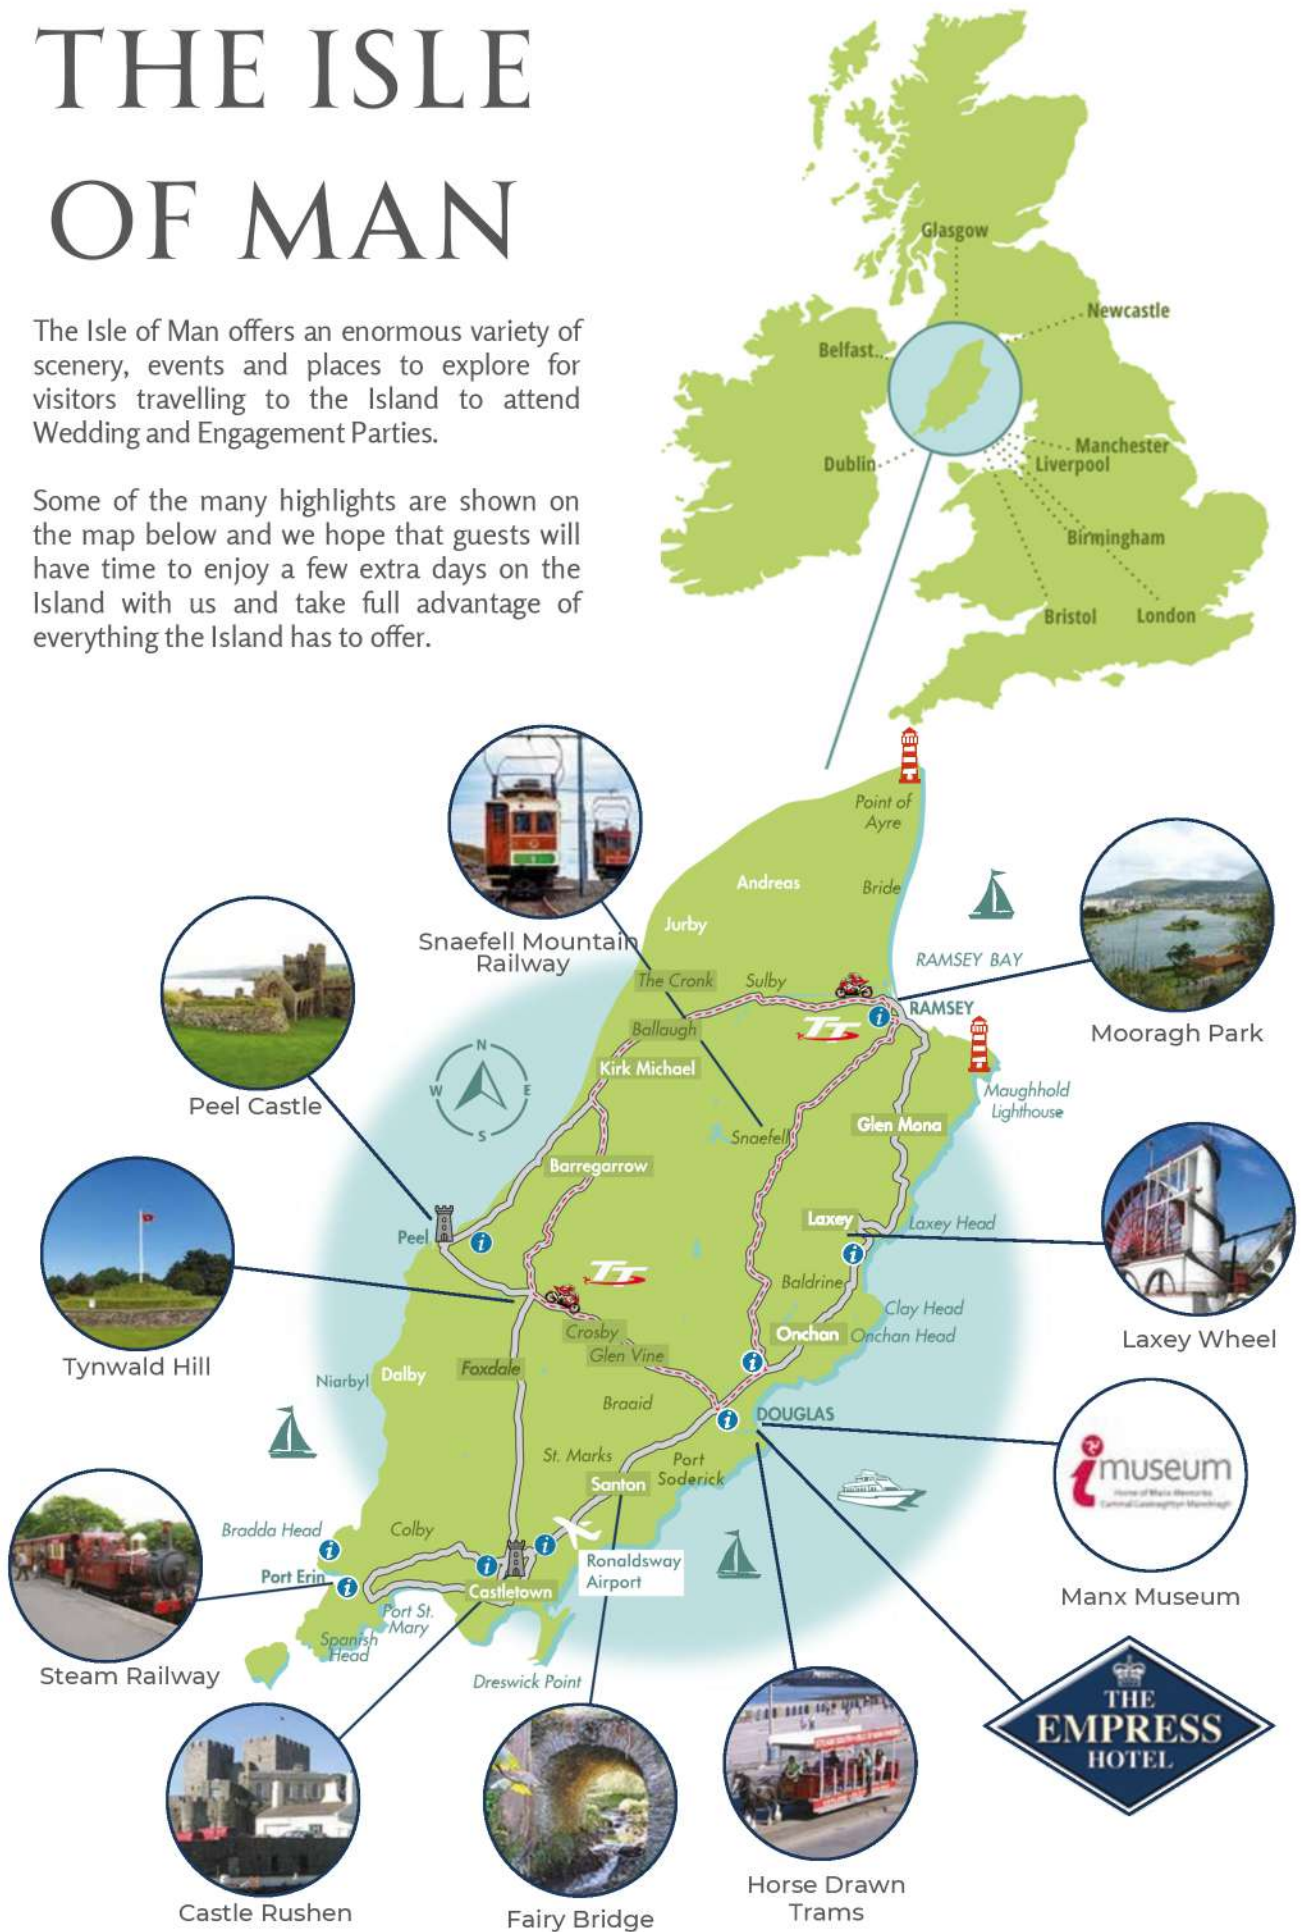 THE ISLE
OF MAN
The Isle of Man offers an enormous variety of
scenery, events and places to explore for
visitors travelling to the Island to attend
Wedding and Engagement Parties.
Some of the many highlights are shown on
the map below and we hope that guests will
have time to enjoy a few extra days on the
Island with us and take full advantage of
everything the Island has to offer.
Glasgow
Newcastle
Belfast
Manchester
Dublin
Liverpool
Birmingham
Bristol
London
Point of
Ayre
Andreas
Bride
Jurby
Snaefell Mountain
Railway
RAMSEY BAY
The Cronk
Sulby
RAMSEY
Mooragh Park
Ballaugh
TT
Kirk Michael
N
W
E
S
Maughhold
Lighthouse
Peel Castle
Glen Mona
Snaefell
Barregarrow
Laxey
Laxey Head
Peel
TT
Baldrine
Clay Head
Crosby
Onchan
Onchan Head
Laxey Wheel
Glen Vine
Tynwald Hill
Niarbyl
Dalby
Foxdale
Braaid
DOUGLAS
St. Marks
Port
Soderick
Santon
imuseum
Home of Manx Memories
Bradda Head
Colby
Ronaldsway
Airport
Port Erin
Castletown
Manx Museum
Port St.
Mary
Spanish
Head
Steam Railway
Dreswick Point
THE
EMPRESS
HOTEL
Horse Drawn
Trams
Castle Rushen
Fairy Bridge